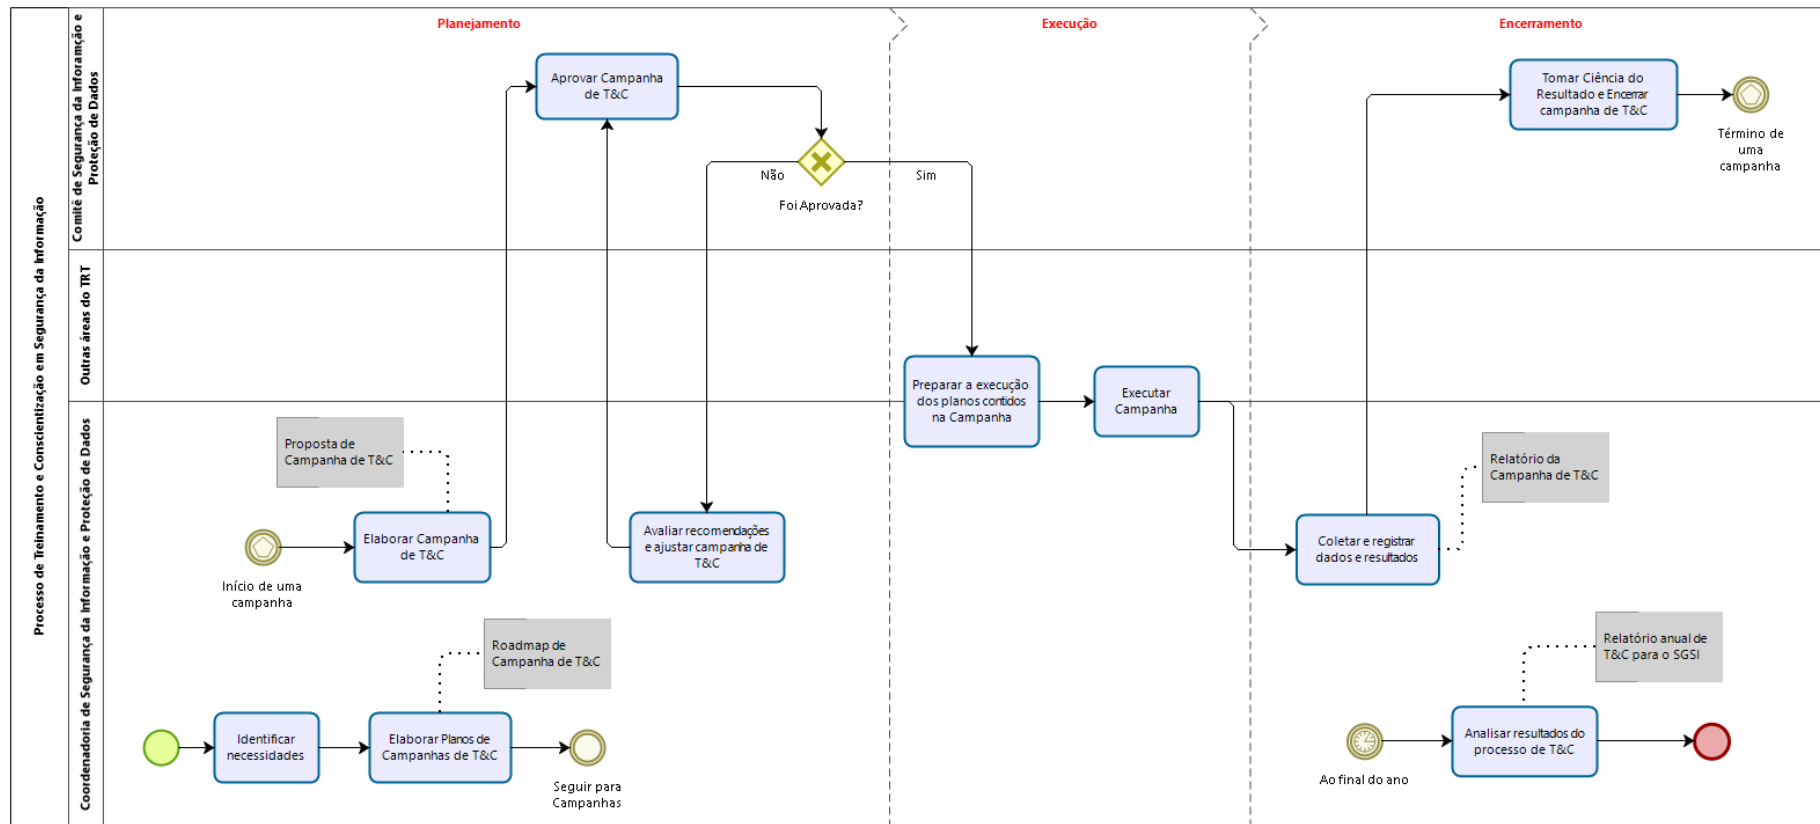 Processo de Treinamento e Conscientização em Segurança da Informação
Comitê de Segurança da Inforamção e
Proteção de Dados
Outras áreas do TRT
Coordenadoria de Segurança da Informação e Proteção de Dados
Planejamento
Execução
Encerramento
Aprovar Campanha
de T&C
Não
Sim
Foi Aprovada?
Tomar Ciência do
Resultado e Encerrar
campanha de T&C
Término de
uma
campanha
Preparar a execução
dos planos contidos
na Campanha
Executar
Campanha
Proposta de
Campanha de T&C
Início de uma
campanha
Elaborar Campanha
de T&C
Avaliar recomendações
e ajustar campanha de
T&C
Coletar e registrar
dados e resultados
Relatório da
Campanha de T&C
Roadmap de
Campanha de T&C
Identificar
necessidades
Elaborar Planos de
Campanhas de T&C
Seguir para
Campanhas
Relatório anual de
T&C para o SGSI
Ao final do ano
Analisar resultados do
processo de T&C